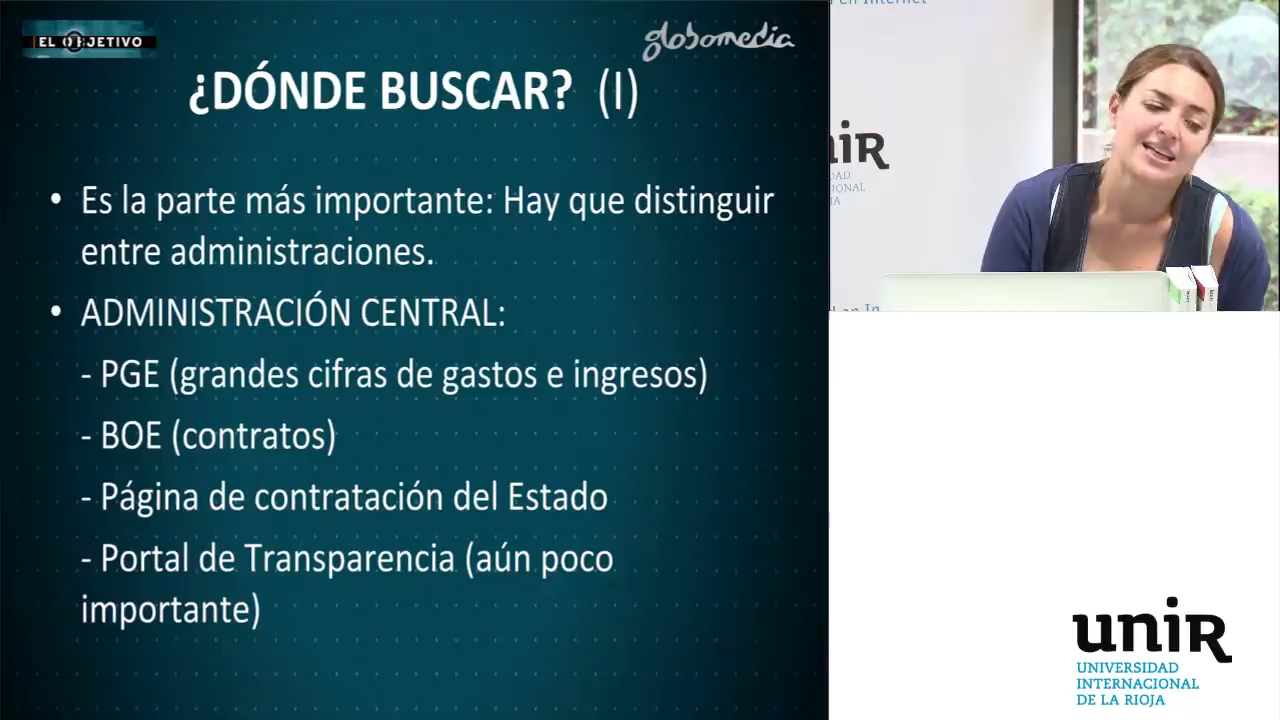 EL OBJETIVO
globomedia
¿DÓNDE BUSCAR? (I)
• Es la parte más importante: Hay que distinguir
entre administraciones.
• ADMINISTRACIÓN CENTRAL:
- PGE (grandes cifras de gastos e ingresos)
- BOE (contratos)
- Página de contratación del Estado
- Portal de Transparencia (aún poco
importante)
en Internet
unir
UNIVERSIDAD
INTERNACIONAL
DE LA RIOJA